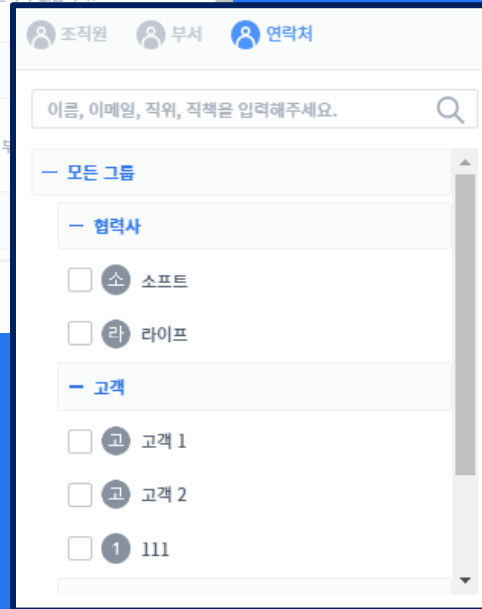 조직원 부서 연락처
이름, 이메일, 직위, 직책을 입력해주세요.
모든 그룹
협력사
소 소프트
라 라이프
고객
고 고객 1
고 고객 2
1 111